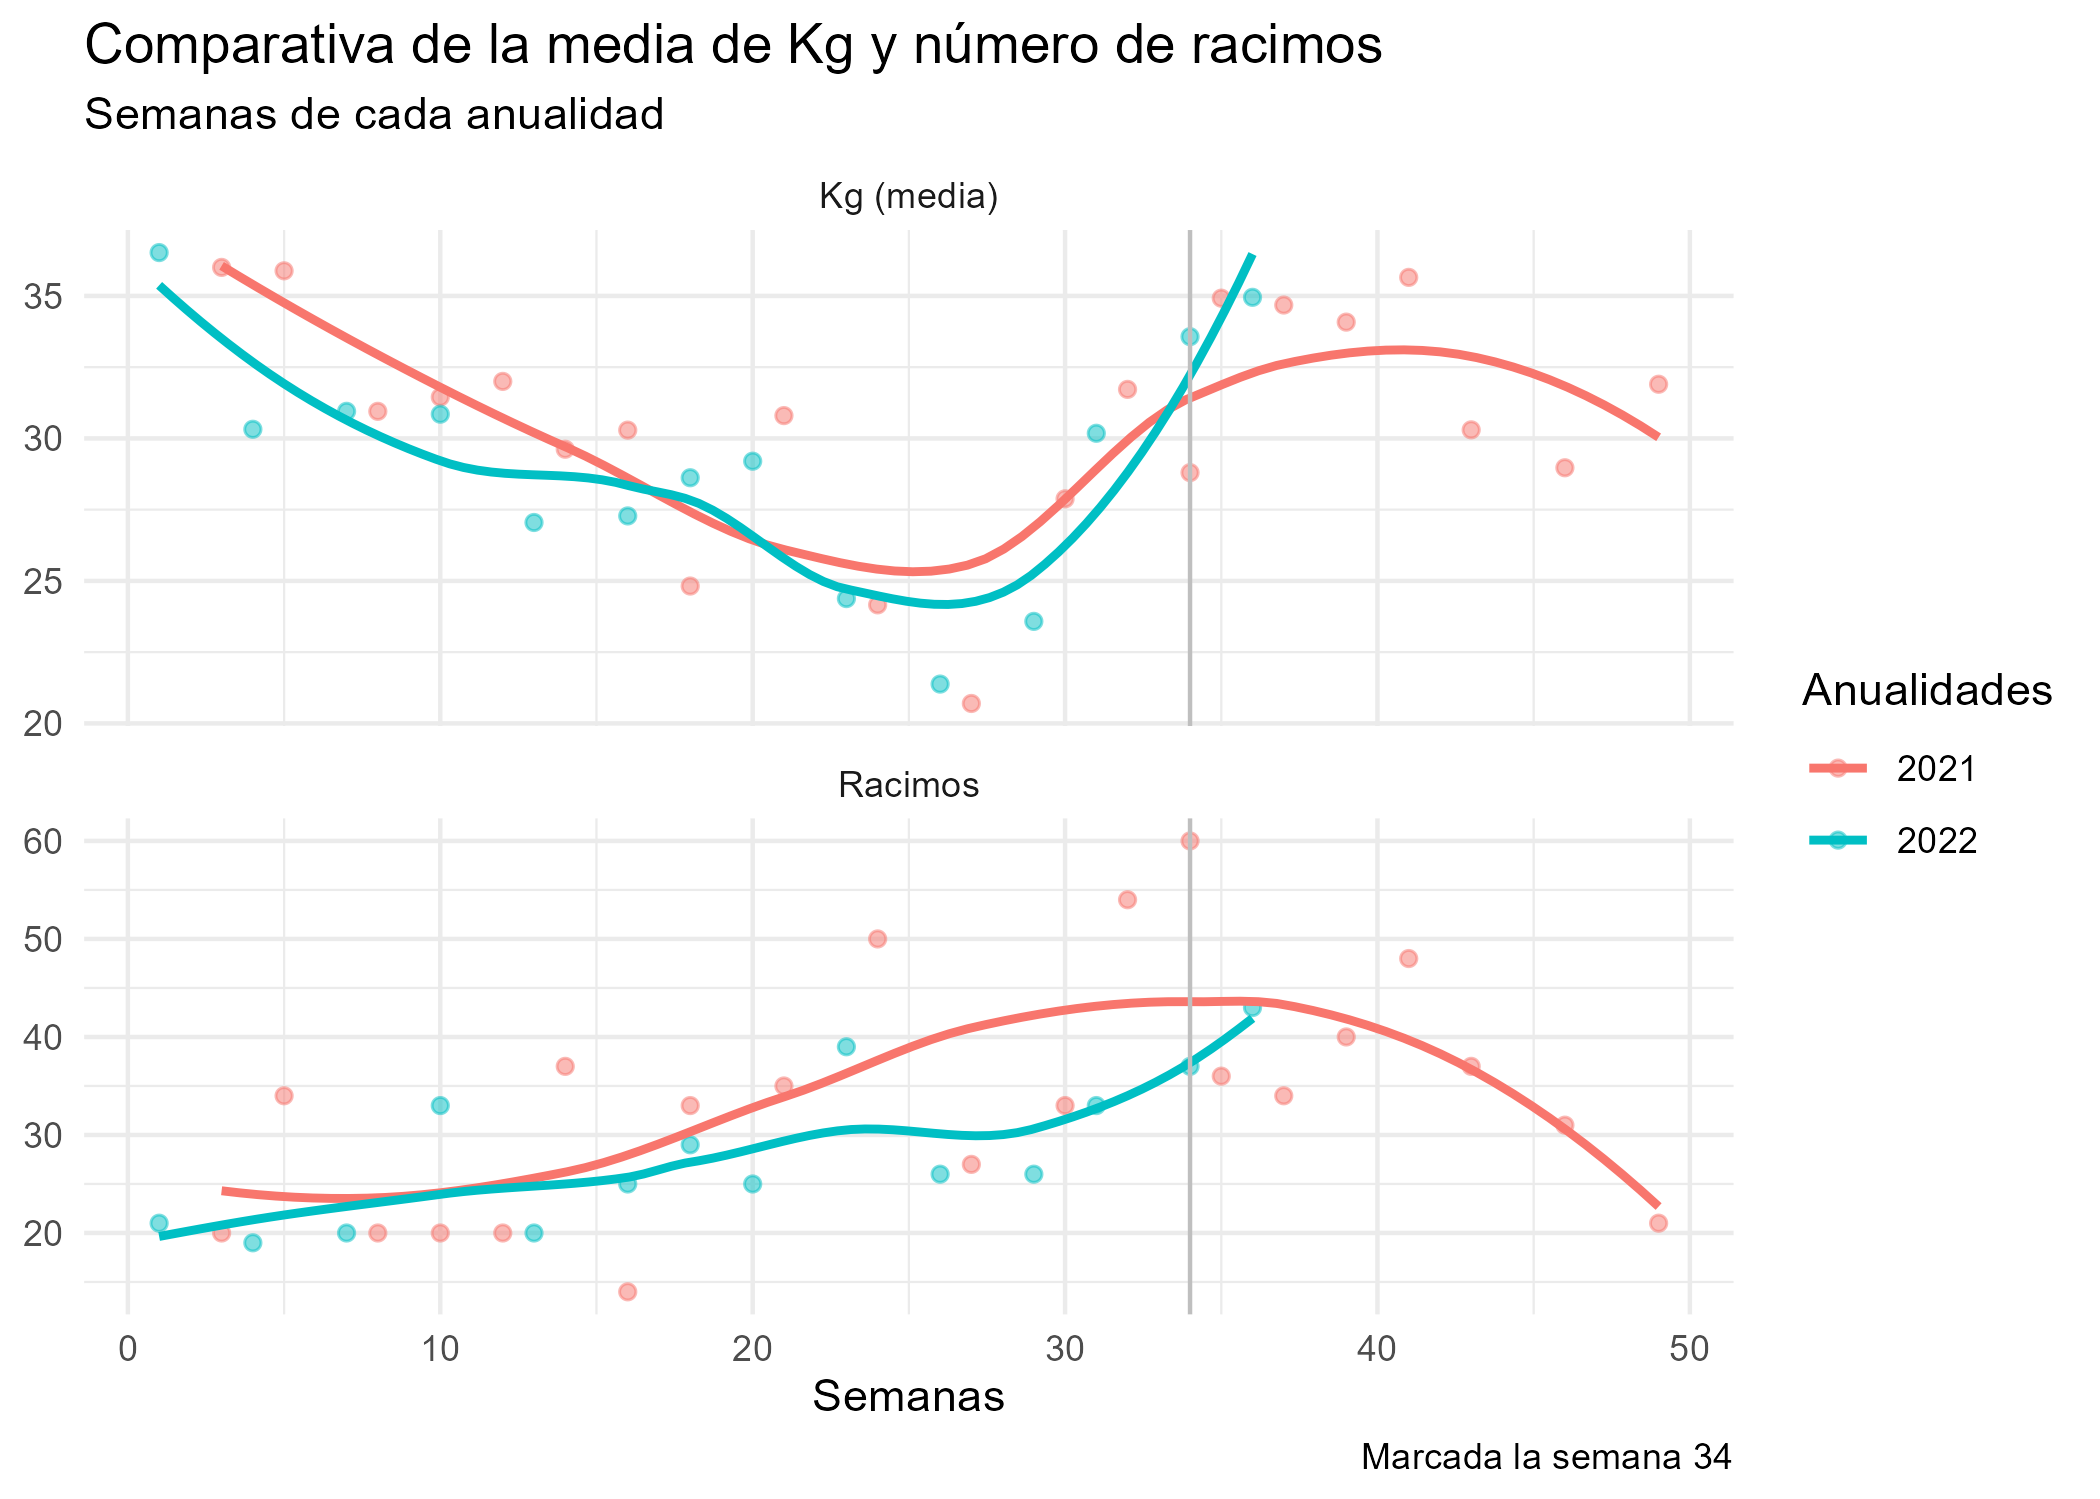 Comparativa de la media de Kg y número de racimos
Semanas de cada anualidad
Kg (media)
35
30
25
20
Racimos
60
50
40
30
20
0 10 20 30 40 50
Semanas
Anualidades
2021
2022
Marcada la semana 34